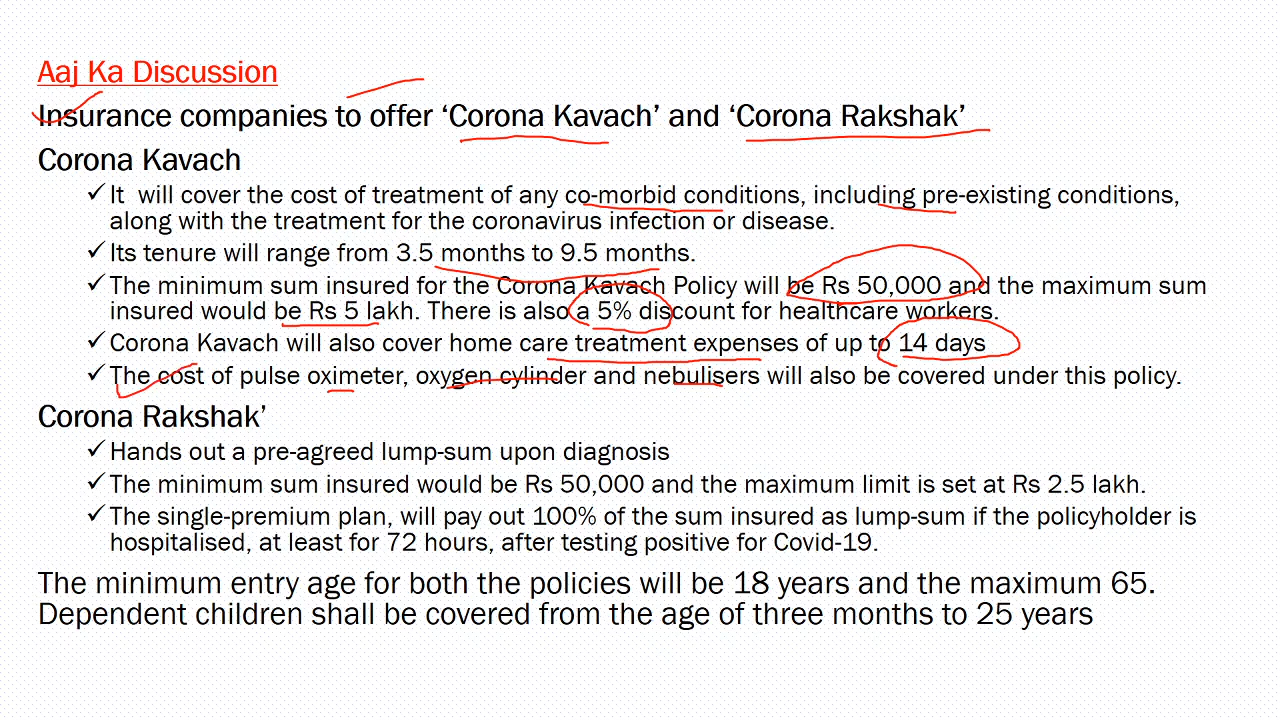 Aaj Ka Discussion
Insurance companies to offer ‘Corona Kavach’ and ‘Corona Rakshak’
Corona Kavach
✓It will cover the cost of treatment of any co-morbid conditions, including pre-existing conditions,
along with the treatment for the coronavirus infection or disease.
✓Its tenure will range from 3.5 months to 9.5 months.
✓The minimum sum insured for the Corona Kavach Policy will be Rs 50,000 and the maximum sum
insured would be Rs 5 lakh. There is also a 5% discount for healthcare workers.
✓Corona Kavach will also cover home care treatment expenses of up to 14 days
✓The cost of pulse oximeter, oxygen cylinder and nebulisers will also be covered under this policy.
Corona Rakshak’
✓Hands out a pre-agreed lump-sum upon diagnosis
✓The minimum sum insured would be Rs 50,000 and the maximum limit is set at Rs 2.5 lakh.
✓The single-premium plan, will pay out 100% of the sum insured as lump-sum if the policyholder is
hospitalised, at least for 72 hours, after testing positive for Covid-19.
The minimum entry age for both the policies will be 18 years and the maximum 65.
Dependent children shall be covered from the age of three months to 25 years